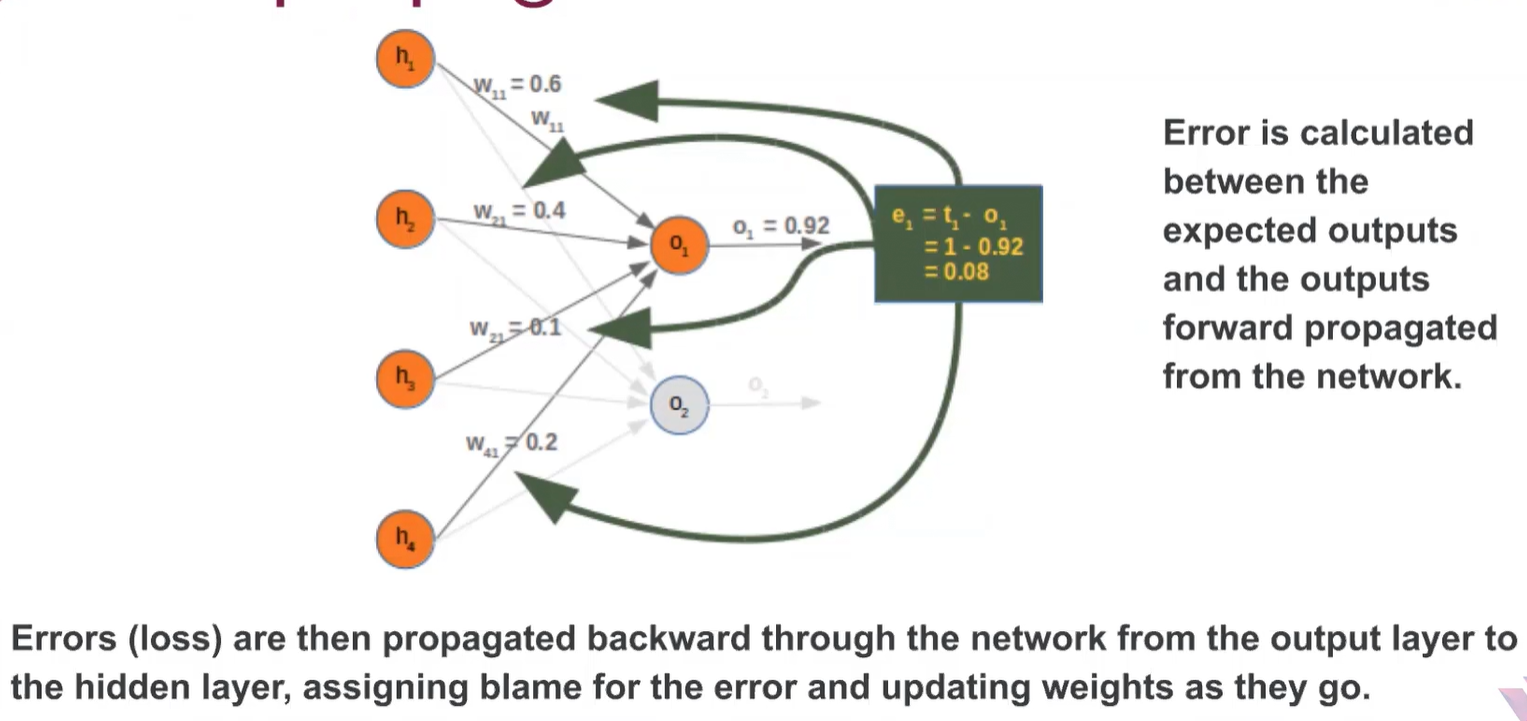 h₁
w₁₁ = 0.6
w₁₁
h₂
w₂₁ = 0.4
o₁
o₁ = 0.92
e₁ = t₁ - o₁
= 1 - 0.92
= 0.08
w₂₁ = 0.1
h₃
o₂
o₂
w₄₁ = 0.2
h₄
Error is calculated
between the
expected outputs
and the outputs
forward propagated
from the network.
Errors (loss) are then propagated backward through the network from the output layer to
the hidden layer, assigning blame for the error and updating weights as they go.